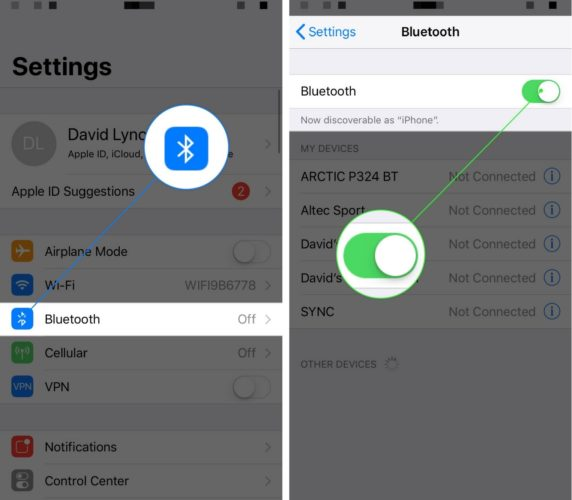 Settings
DL
David Lync
Apple ID, iCloud, e
Apple ID Suggestions 2
Airplane Mode
Wi-Fi WIFI9B6778
Bluetooth Off
Cellular Off
VPN VPN
Notifications
Control Center
Settings Bluetooth
Bluetooth
Now discoverable as “iPhone”.
MY DEVICES
ARCTIC P324 BT Not Connected
Altec Sport Not Connected
David's Not Connected
David's Not Connected
SYNC Not Connected
OTHER DEVICES